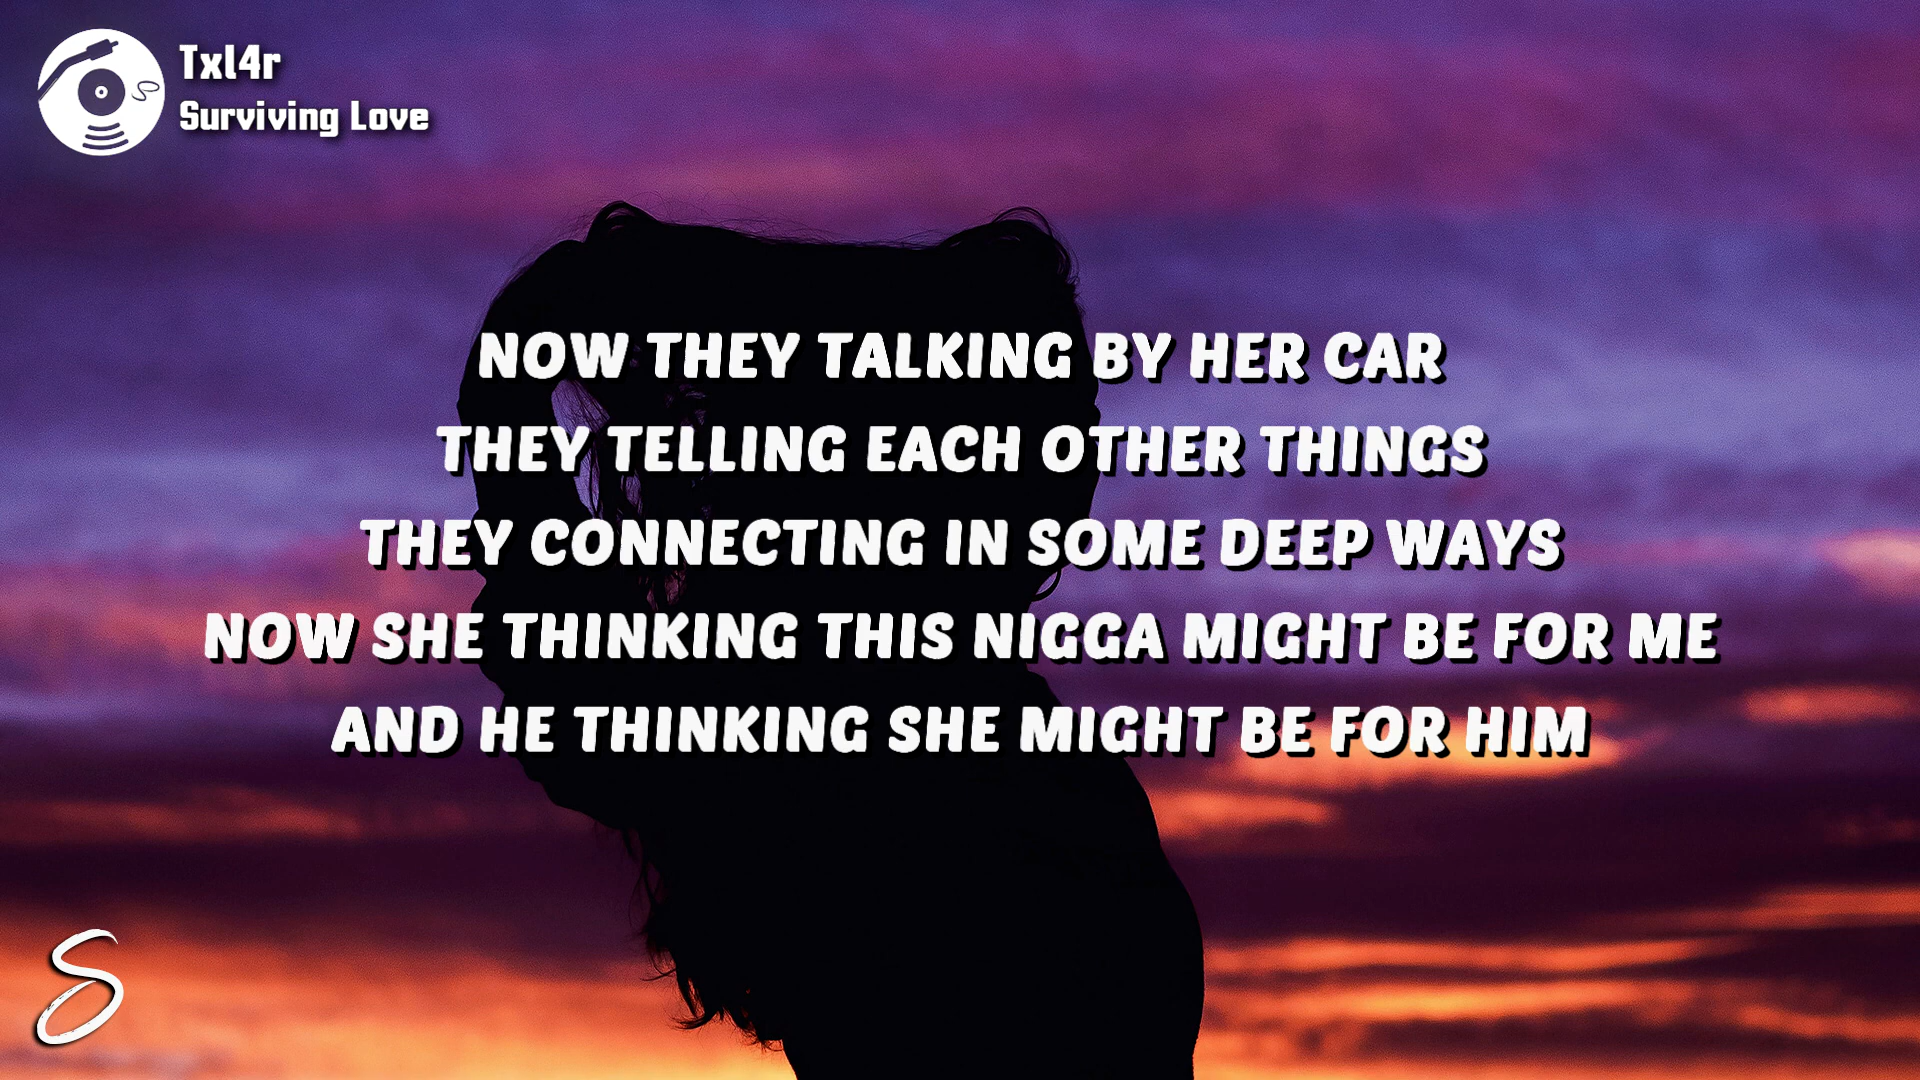 Txl4r
Surviving Love
NOW THEY TALKING BY HER CAR
THEY TELLING EACH OTHER THINGS
THEY CONNECTING IN SOME DEEP WAYS
NOW SHE THINKING THIS NIGGA MIGHT BE FOR ME
AND HE THINKING SHE MIGHT BE FOR HIM
S